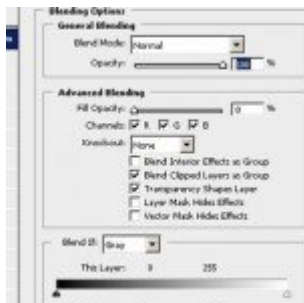 Blending Options
General Blending
Blend Mode: Normal
Opacity: 100 %
Advanced Blending
Fill Opacity: 0 %
Channels: R G B
Knockout: None
Blend Interior Effects as Group
Blend Clipped Layers as Group
Transparency Shapes Layer
Layer Mask Hides Effects
Vector Mask Hides Effects
Blend If: Gray
This Layer: 0 255